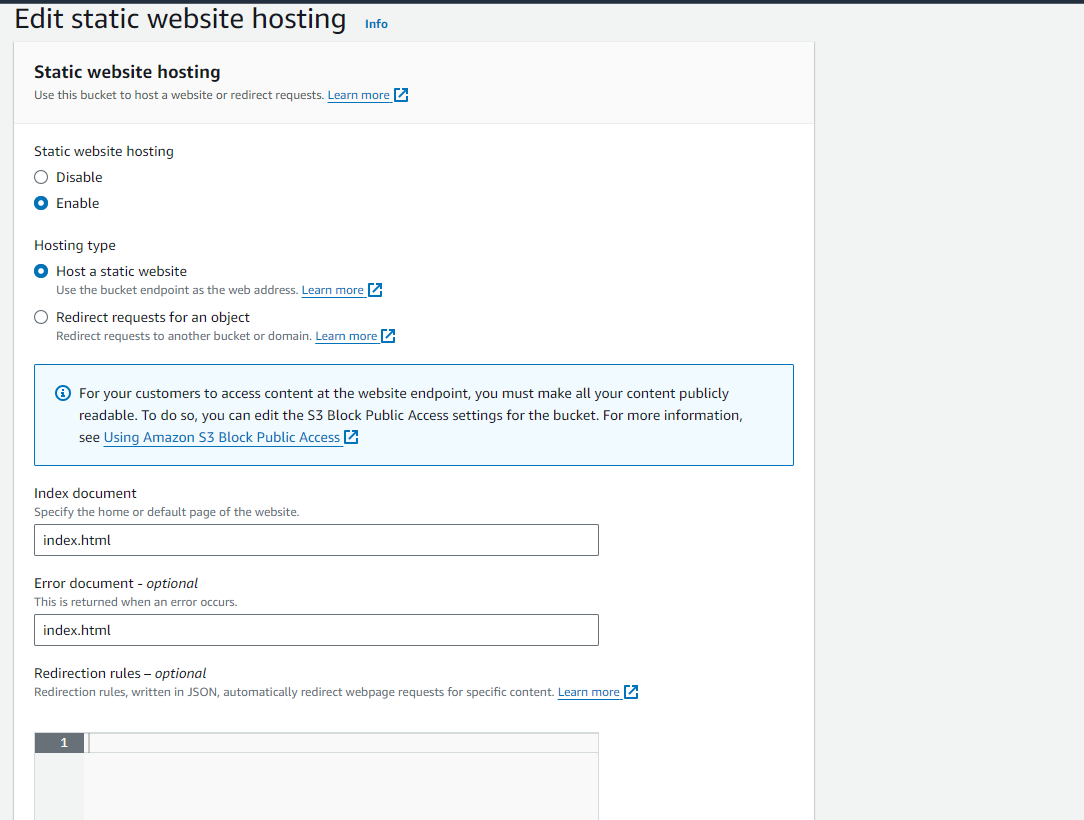 Edit static website hosting Info
Static website hosting
Use this bucket to host a website or redirect requests. Learn more
Static website hosting
Disable
Enable
Hosting type
Host a static website
Use the bucket endpoint as the web address. Learn more
Redirect requests for an object
Redirect requests to another bucket or domain. Learn more
For your customers to access content at the website endpoint, you must make all your content publicly
readable. To do so, you can edit the S3 Block Public Access settings for the bucket. For more information,
see Using Amazon S3 Block Public Access
Index document
Specify the home or default page of the website.
index.html
Error document - optional
This is returned when an error occurs.
index.html
Redirection rules – optional
Redirection rules, written in JSON, automatically redirect webpage requests for specific content. Learn more
1